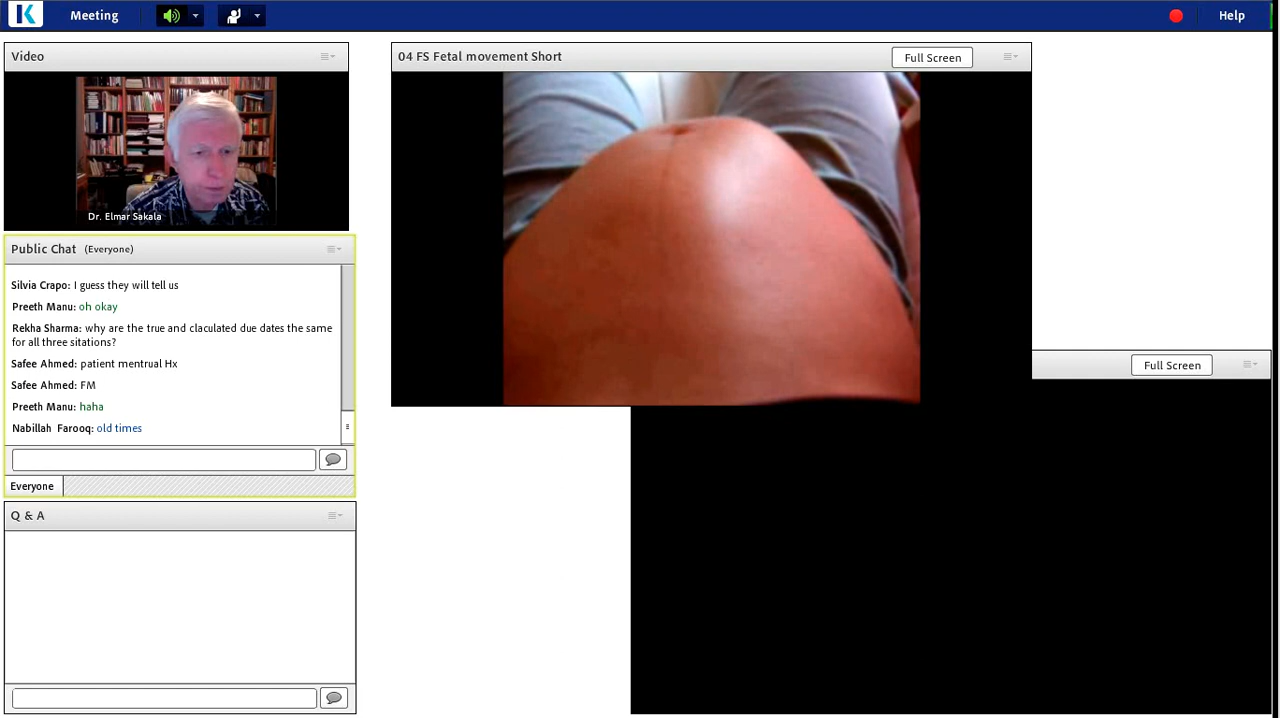 K Meeting Help
Video
Dr. Elmar Sakala
04 FS Fetal movement Short Full Screen
Public Chat (Everyone)
Silvia Crapo: I guess they will tell us
Preeth Manu: oh okay
Rekha Sharma: why are the true and claculated due dates the same
for all three sitations?
Safee Ahmed: patient mentrual Hx
Safee Ahmed: FM
Preeth Manu: haha
Nabillah Farooq: old times
Everyone
Q & A
Full Screen